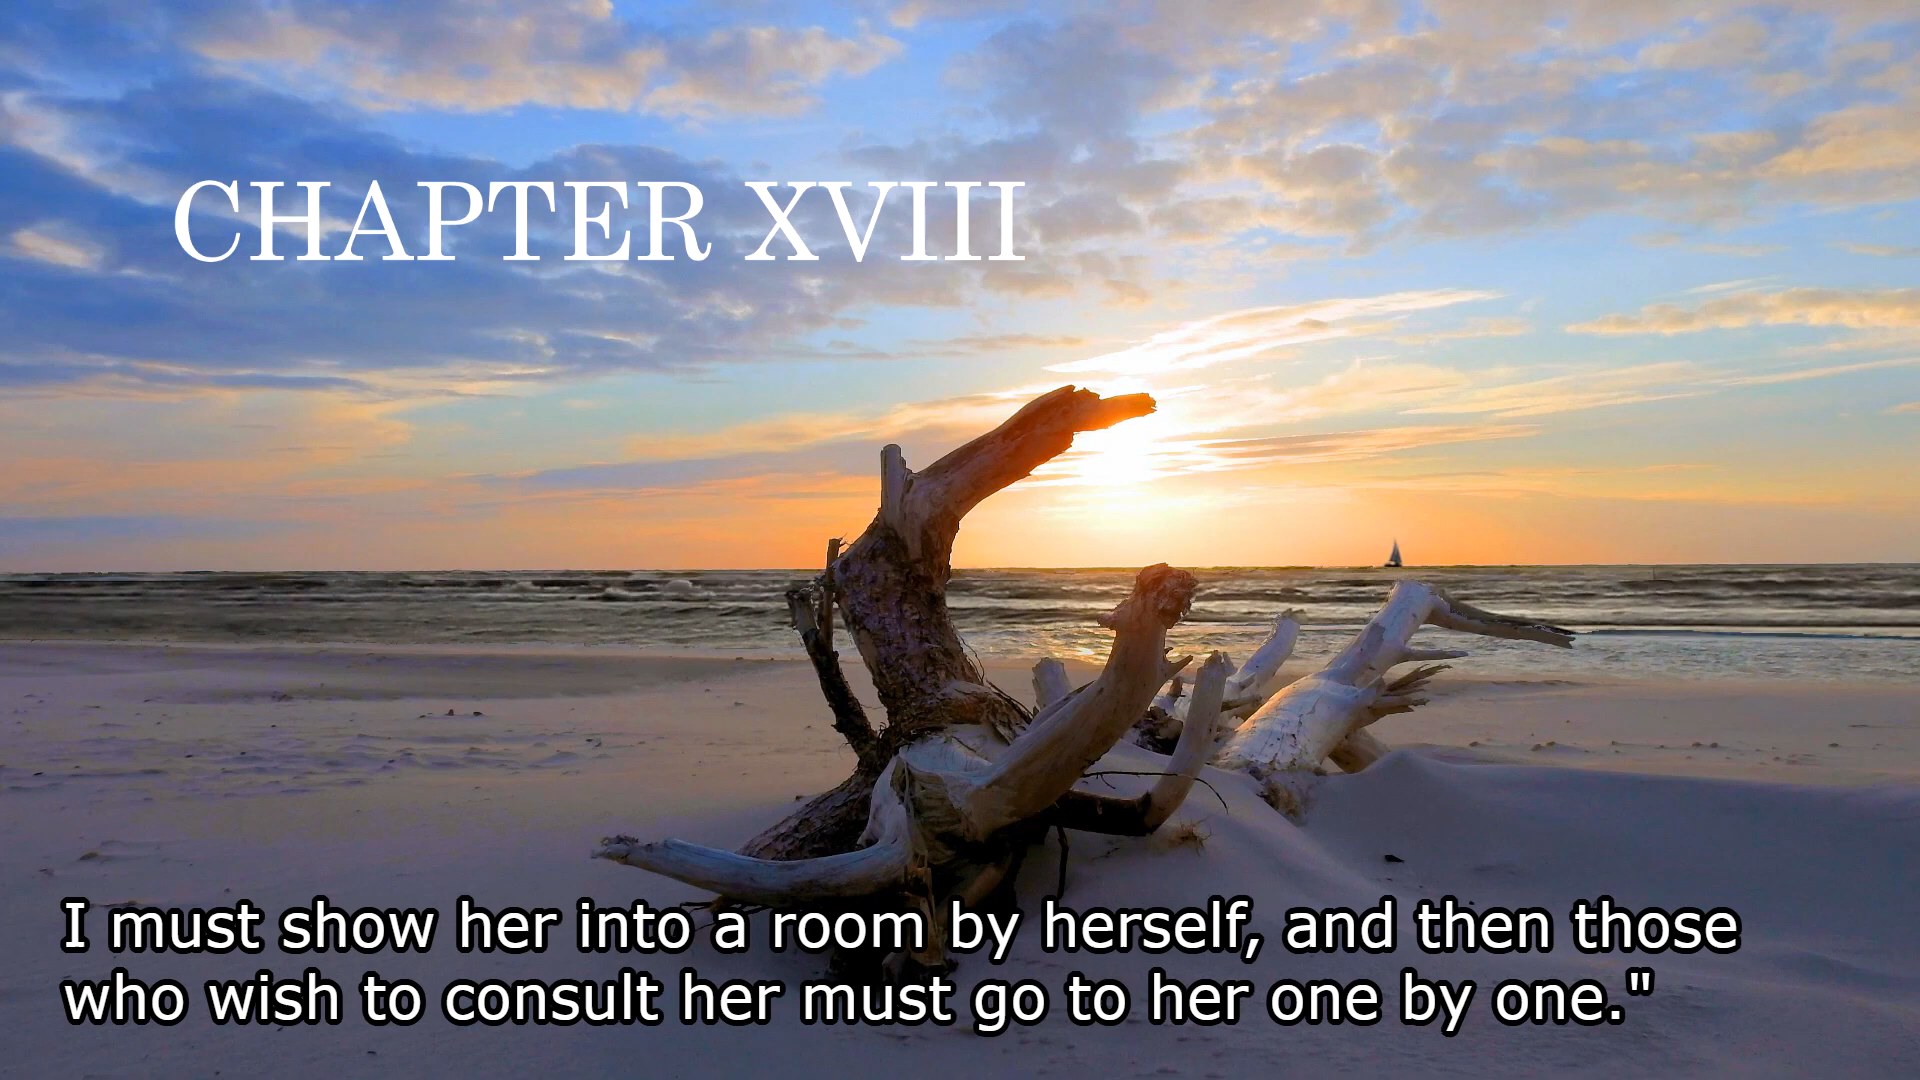 CHAPTER XVIII
I must show her into a room by herself, and then those
who wish to consult her must go to her one by one."